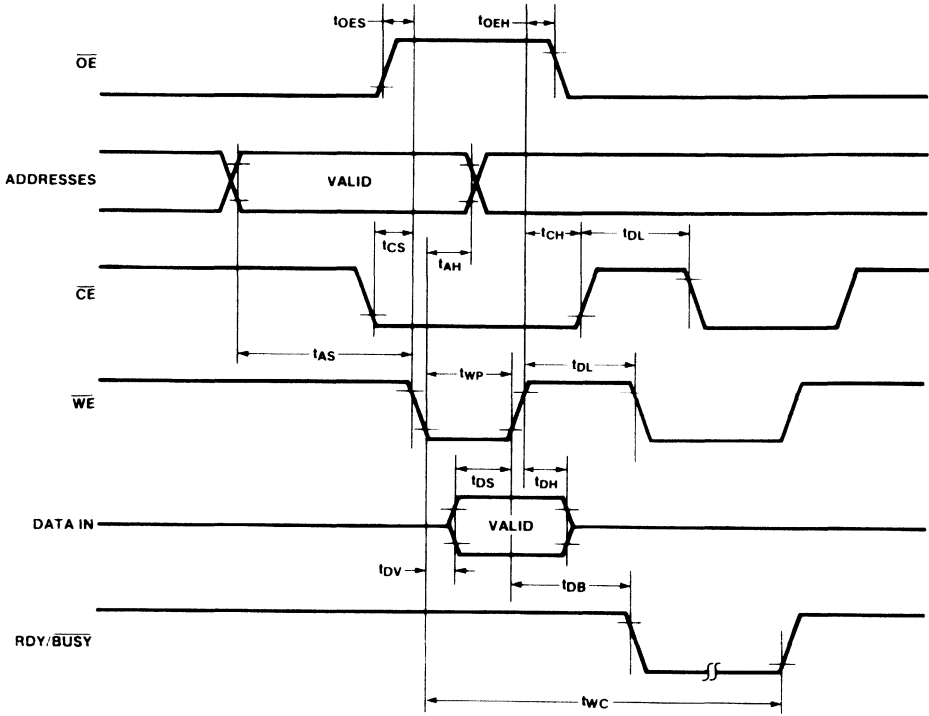 tOES
tOEH
OE
ADDRESSES
VALID
tCS
tAH
tCH
tDL
CE
tAS
tWP
tDL
WE
tDS
tDH
DATA IN
VALID
tDV
tDB
RDY/BUSY
tWC